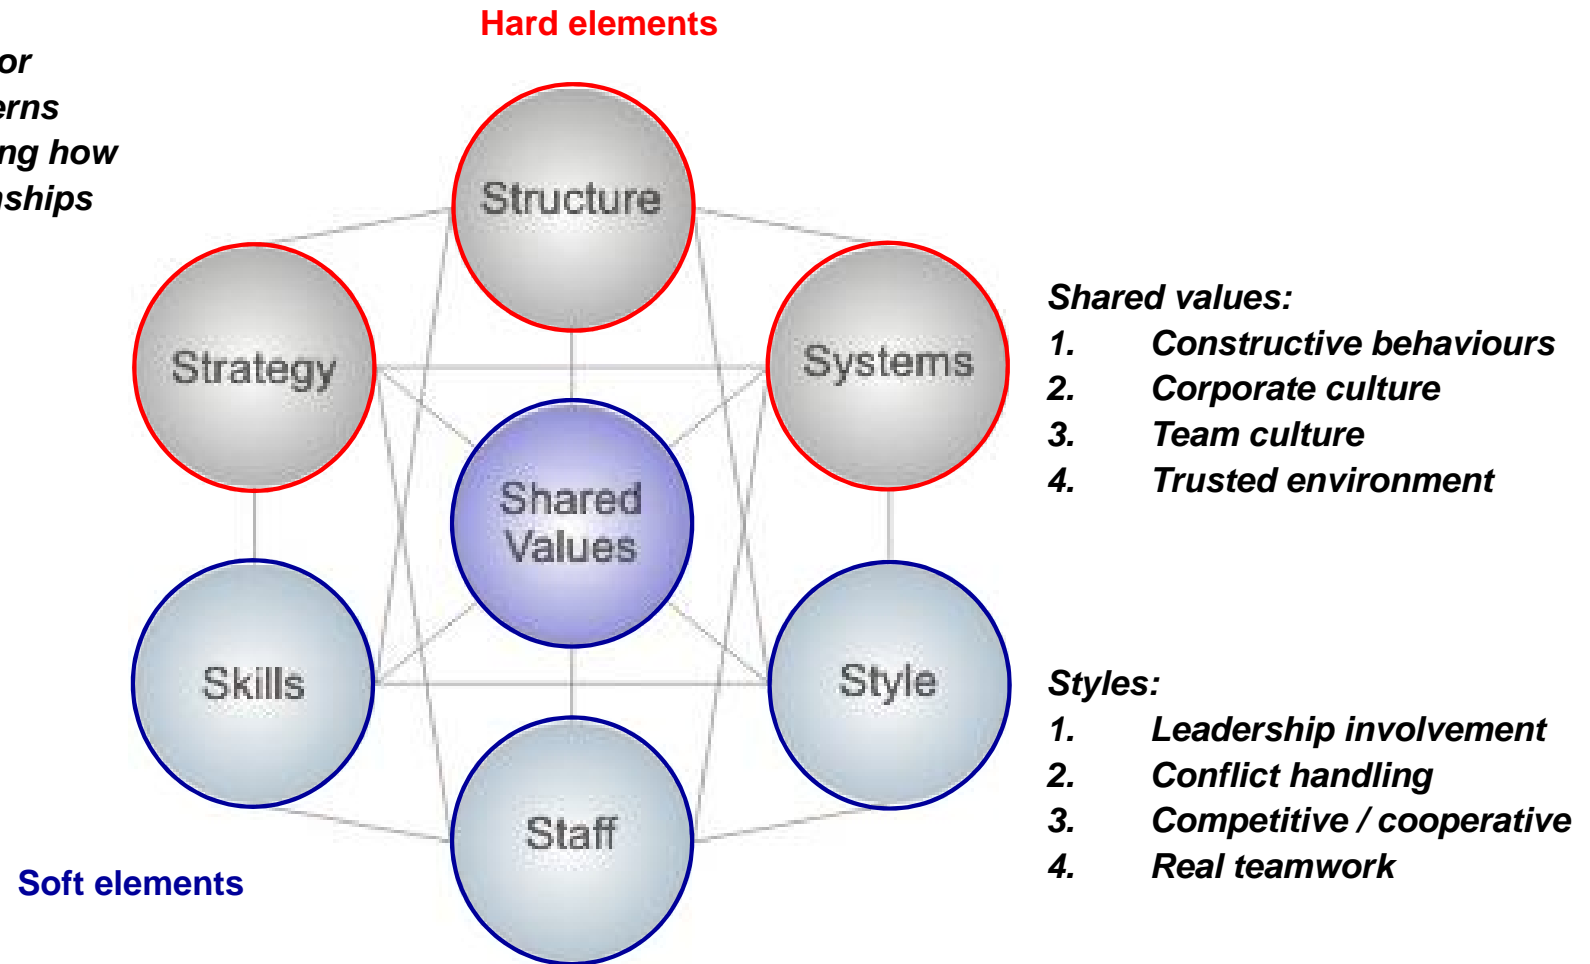 Hard elements
or
erns
ng how
nships
Structure
Strategy
Systems
Shared
Values
Skills
Style
Staff
Soft elements
Shared values:
1. Constructive behaviours
2. Corporate culture
3. Team culture
4. Trusted environment
Styles:
1. Leadership involvement
2. Conflict handling
3. Competitive / cooperative
4. Real teamwork